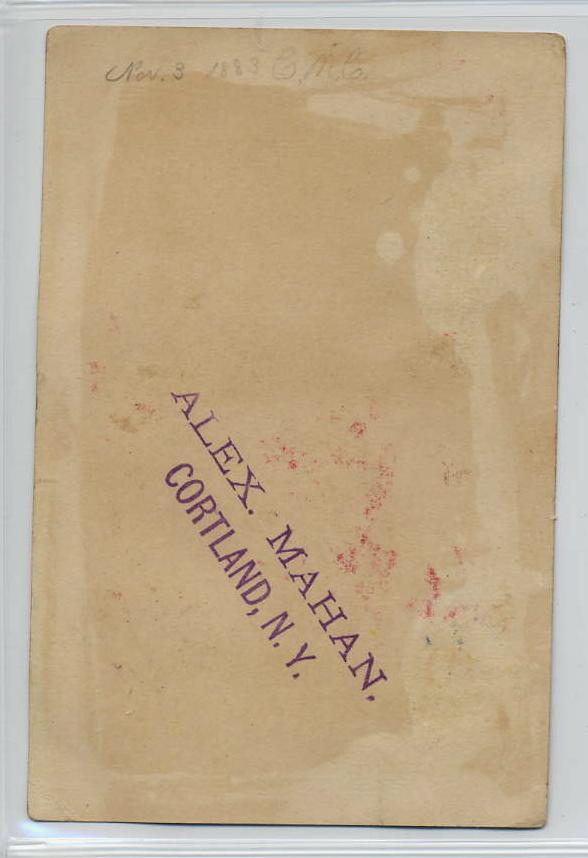 Nov. 3 1883 C.M.C.
ALEX. MAHAN.
CORTLAND, N.Y.